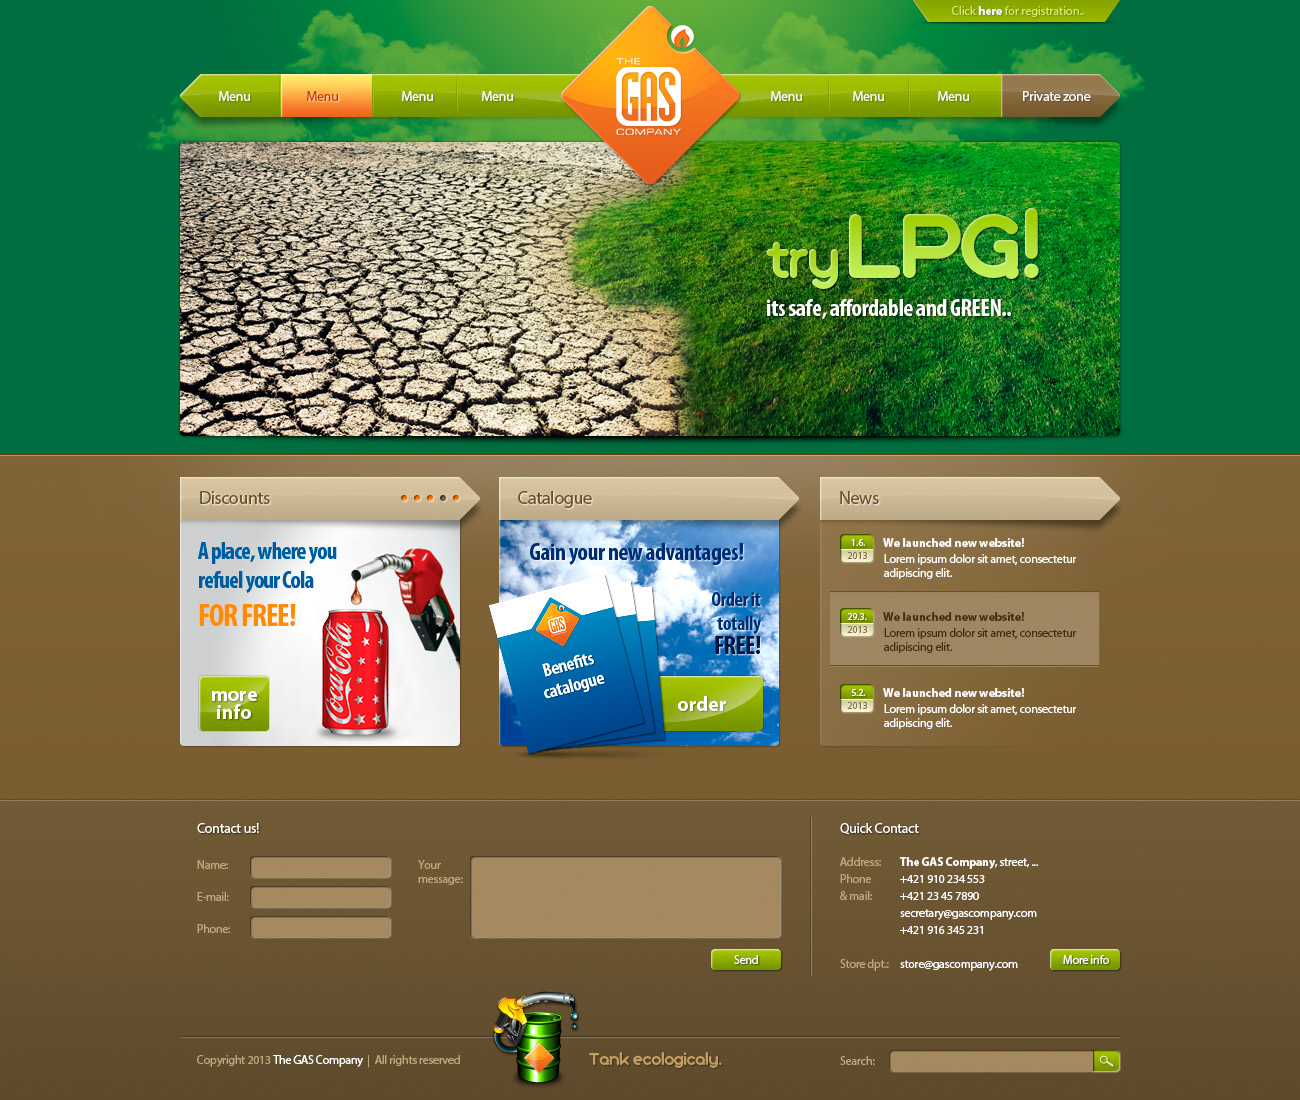 Click here for registration..
Menu
Menu
Menu
Menu
THE
GAS
COMPANY
Menu
Menu
Menu
Private zone
try LPG!
its safe, affordable and GREEN..
Discounts
A place, where you
refuel your Cola
FOR FREE!
more
info
Coca-Cola
Catalogue
Gain your new advantages!
Order it
totally
FREE!
GAS
Benefits
catalogue
order
News
1.6.
2013
We launched new website!
Lorem ipsum dolor sit amet, consectetur
adipiscing elit.
29.3.
2013
We launched new website!
Lorem ipsum dolor sit amet, consectetur
adipiscing elit.
5.2.
2013
We launched new website!
Lorem ipsum dolor sit amet, consectetur
adipiscing elit.
Contact us!
Name:
E-mail:
Phone:
Your
message:
Send
Quick Contact
Address: The GAS Company, street, ...
Phone +421 910 234 553
& mail: +421 23 45 7890
secretary@gascompany.com
+421 916 345 231
Store dpt.: store@gascompany.com
More info
Copyright 2013 The GAS Company | All rights reserved
Tank ecologicaly.
Search: